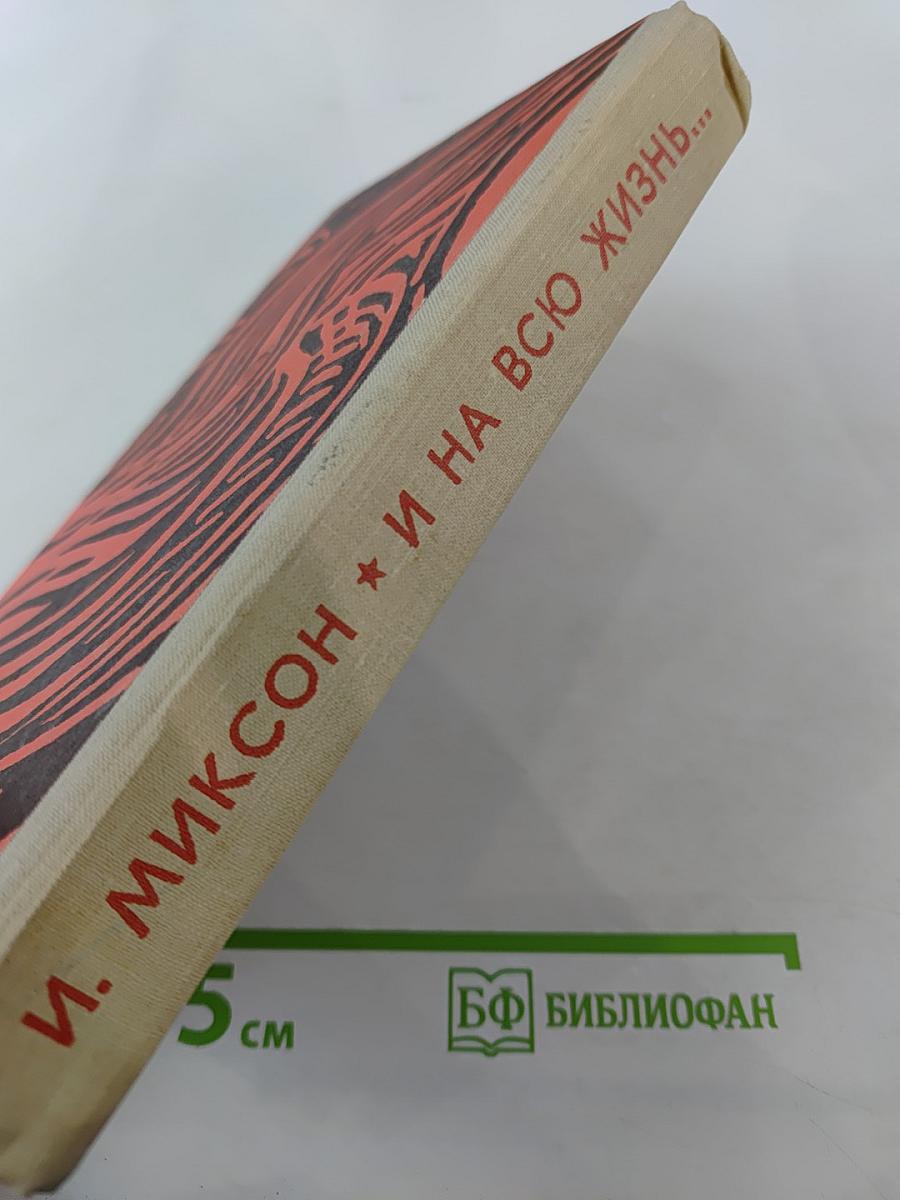 И. МИКСОН ★ И НА ВСЮ ЖИЗНЬ...
5 см
БФ БИБЛИОФАН